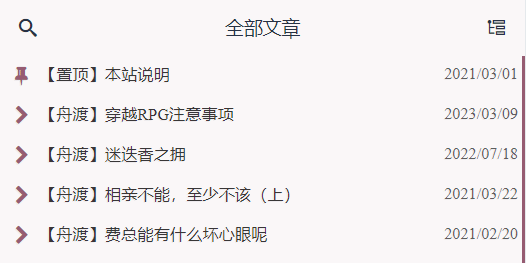 全部文章
【置顶】本站说明 2021/03/01
【舟渡】穿越RPG注意事项 2023/03/09
【舟渡】迷迭香之拥 2022/07/18
【舟渡】相亲不能，至少不该（上） 2021/03/22
【舟渡】费总能有什么坏心眼呢 2021/02/20